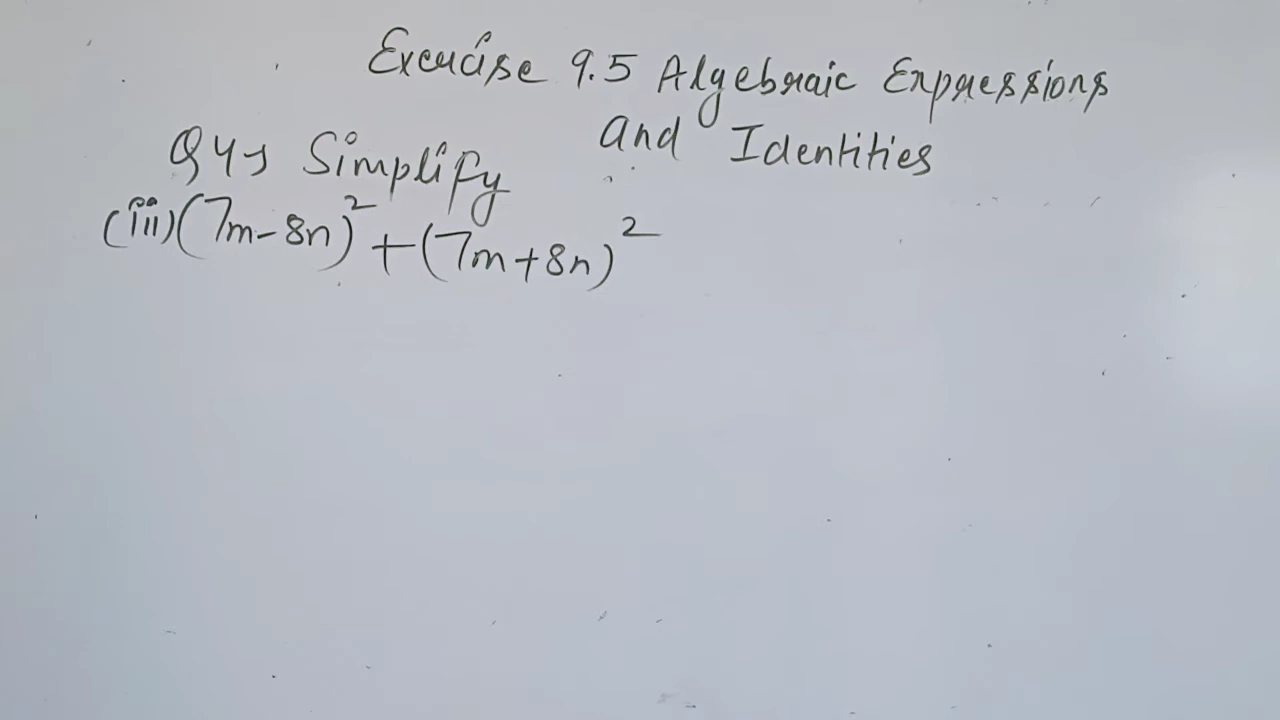 Exercise 9.5 Algebraic Expressions
and Identities
Q4, Simplify
(iii) (7m-8n)² + (7m+8n)²